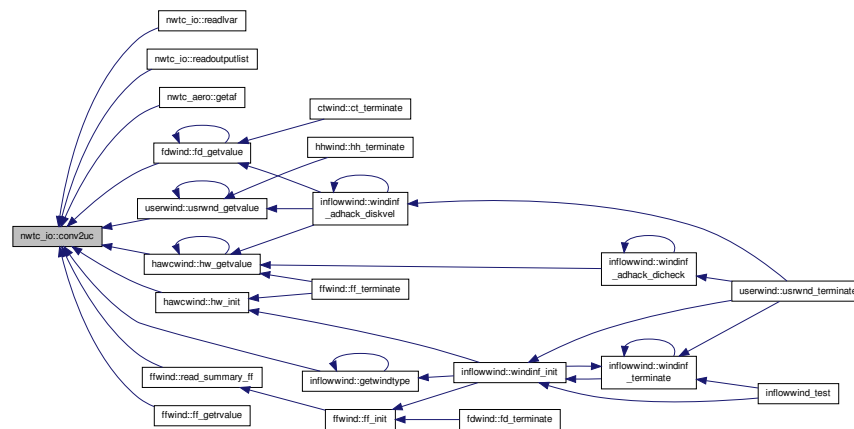 nwtc_io::readlvar
nwtc_io::readoutputlist
nwtc_aero::getaf
ctwind::ct_terminate
fdwind::fd_getvalue
hhwind::hh_terminate
userwind::usrwnd_getvalue
inflowwind::windinf
_adhack_diskvel
nwtc_io::conv2uc
hawcwind::hw_getvalue
inflowwind::windinf
_adhack_dicheck
ffwind::ff_terminate
userwind::usrwnd_terminate
hawcwind::hw_init
ffwind::read_summary_ff
inflowwind::getwindtype
inflowwind::windinf_init
inflowwind::windinf
_terminate
inflowwind_test
ffwind::ff_getrvalue
ffwind::ff_init
fdwind::fd_terminate